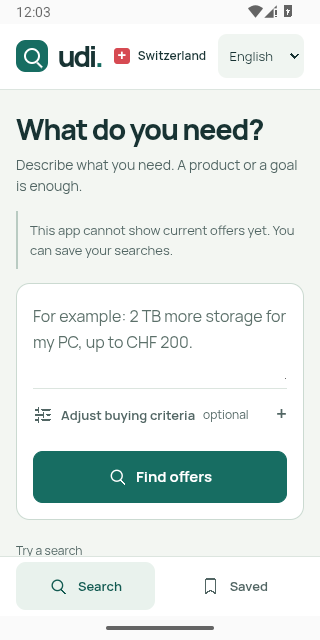 12:03
udi.
Switzerland
English
What do you need?
Describe what you need. A product or a goal
is enough.
This app cannot show current offers yet. You
can save your searches.
For example: 2 TB more storage for
my PC, up to CHF 200.
Adjust buying criteria optional +
Find offers
Try a search
Search
Saved